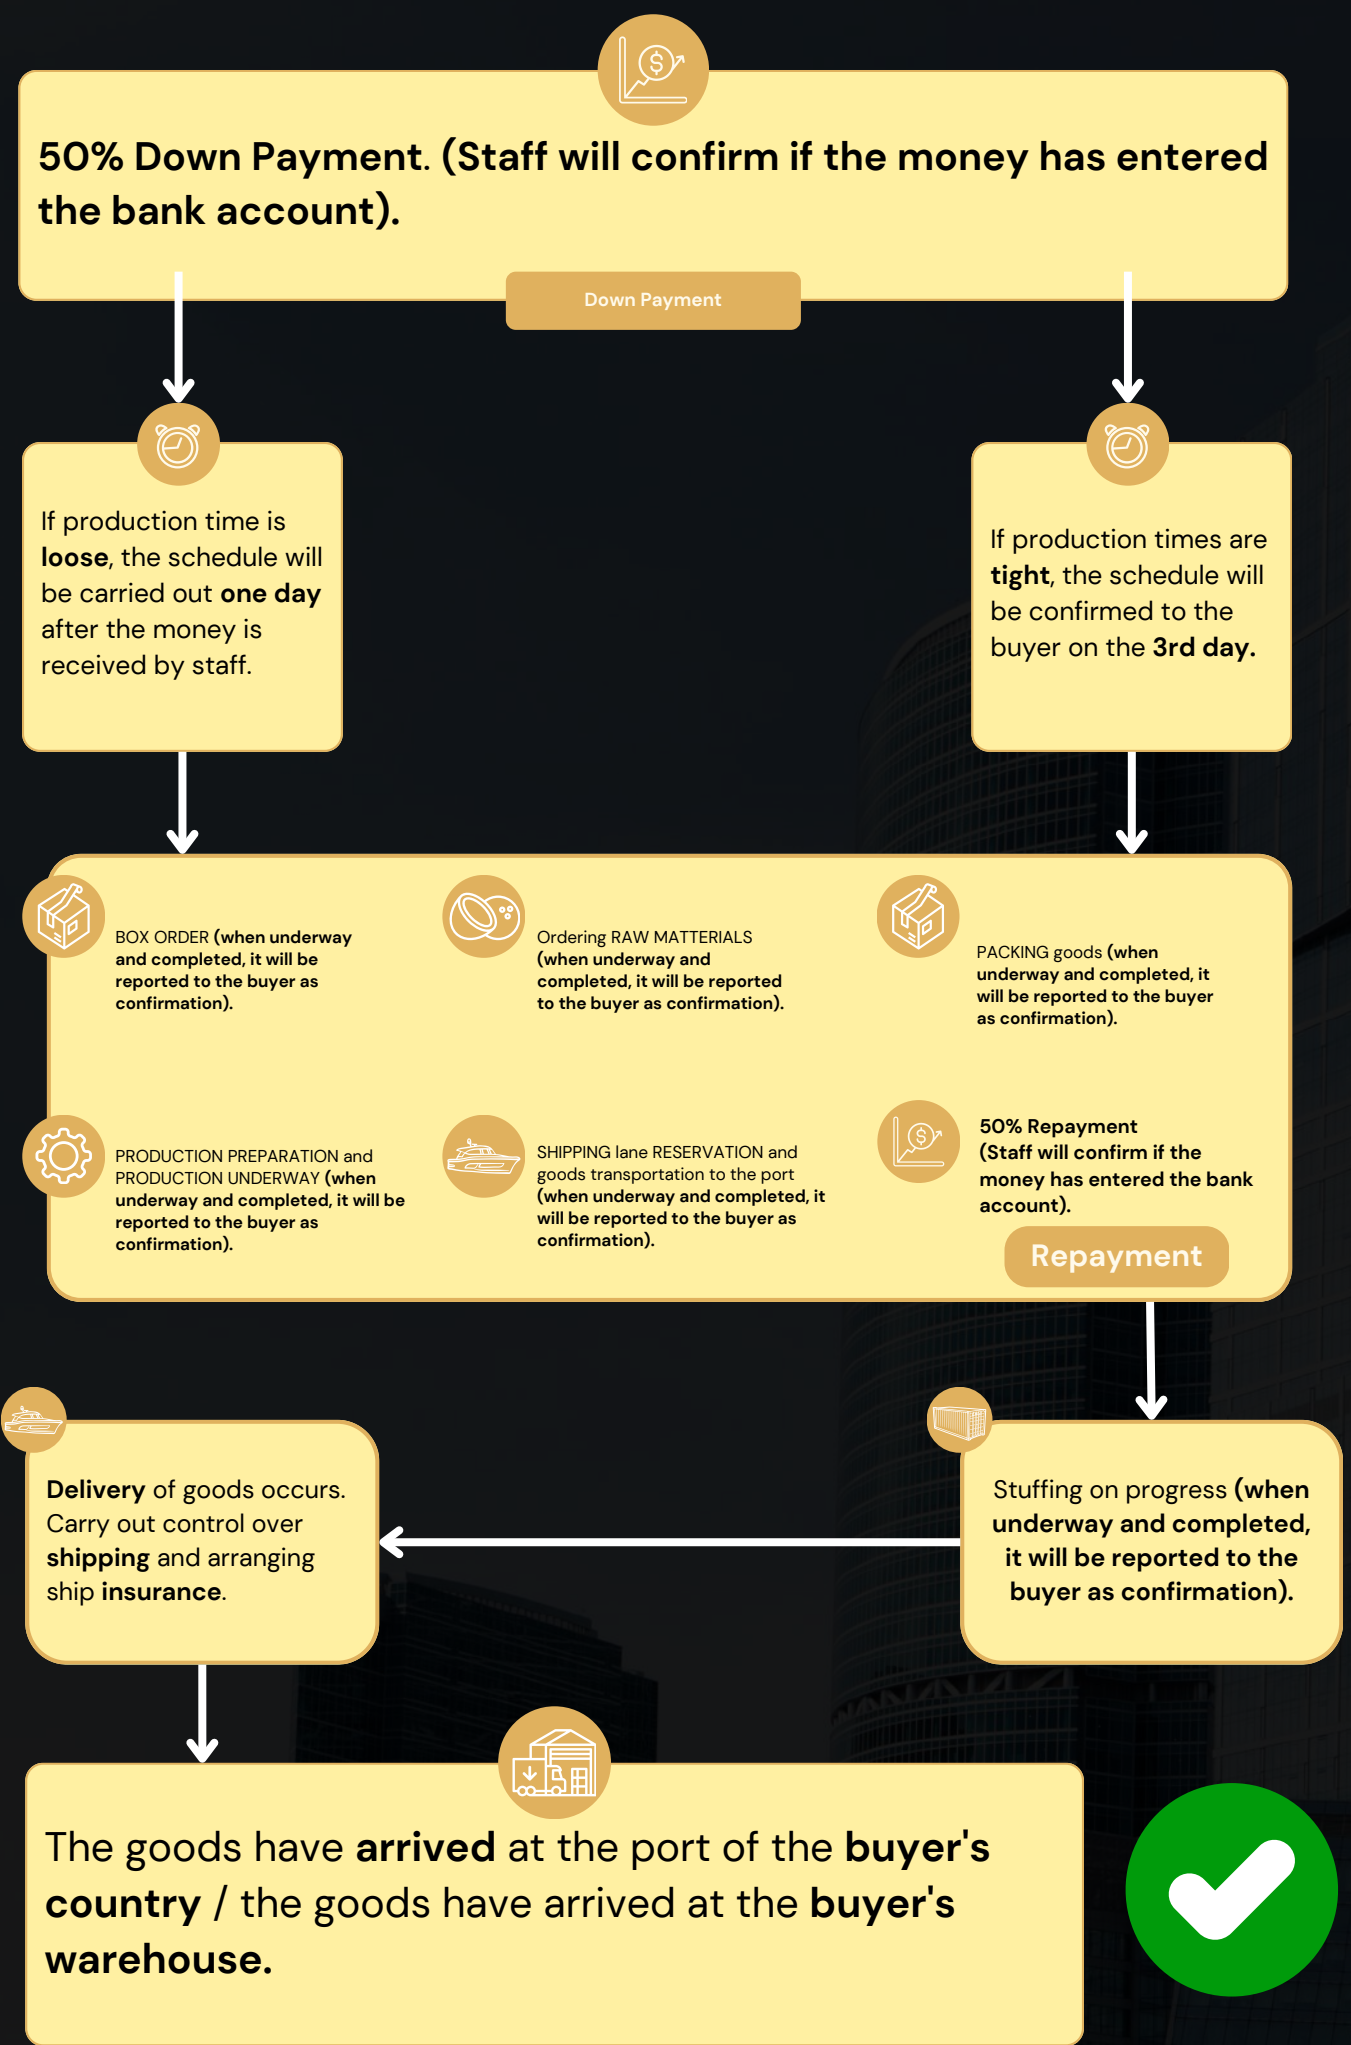 50% Down Payment. (Staff will confirm if the money has entered
the bank account).
Down Payment
If production time is
loose, the schedule will
be carried out one day
after the money is
received by staff.
If production times are
tight, the schedule will
be confirmed to the
buyer on the 3rd day.
BOX ORDER (when underway
and completed, it will be
reported to the buyer as
confirmation).
Ordering RAW MATTERIALS
(when underway and
completed, it will be reported
to the buyer as confirmation).
PACKING goods (when
underway and completed, it
will be reported to the buyer
as confirmation).
PRODUCTION PREPARATION and
PRODUCTION UNDERWAY (when
underway and completed, it will be
reported to the buyer as
confirmation).
SHIPPING lane RESERVATION and
goods transportation to the port
(when underway and completed, it
will be reported to the buyer as
confirmation).
50% Repayment
(Staff will confirm if the
money has entered the bank
account).
Repayment
Delivery of goods occurs.
Carry out control over
shipping and arranging
ship insurance.
Stuffing on progress (when
underway and completed,
it will be reported to the
buyer as confirmation).
The goods have arrived at the port of the buyer's
country / the goods have arrived at the buyer's
warehouse.